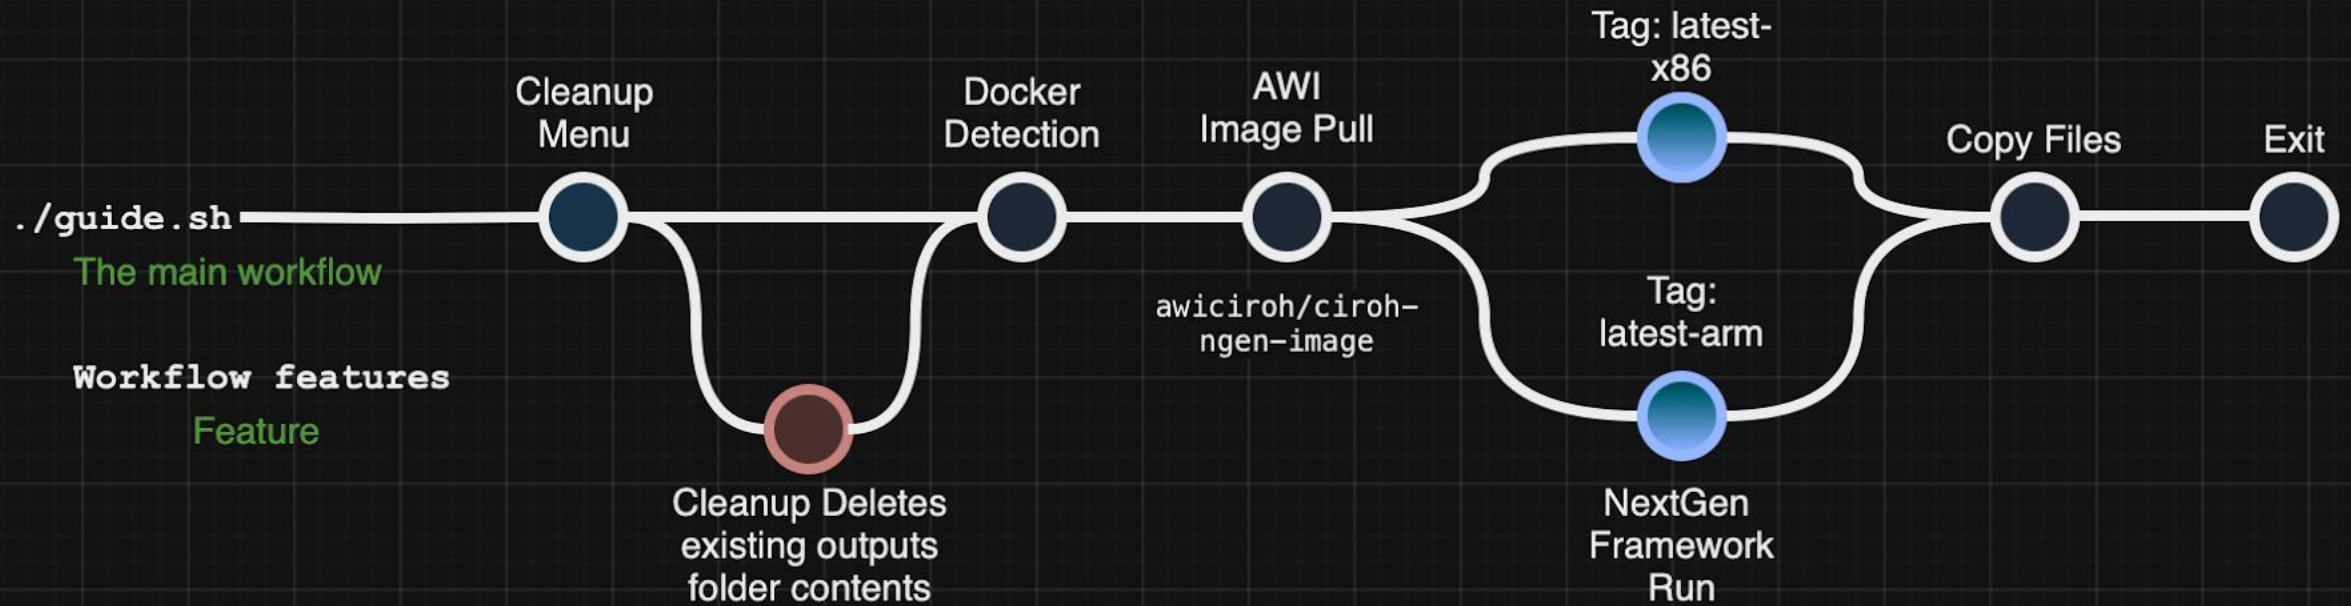 ./guide.sh
The main workflow
Workflow features
Feature
Cleanup
Menu
Cleanup Deletes
existing outputs
folder contents
Docker
Detection
AWI
Image Pull
awiciroh/ciroh-
ngen-image
Tag: latest-
x86
Tag:
latest-arm
NextGen
Framework
Run
Copy Files
Exit